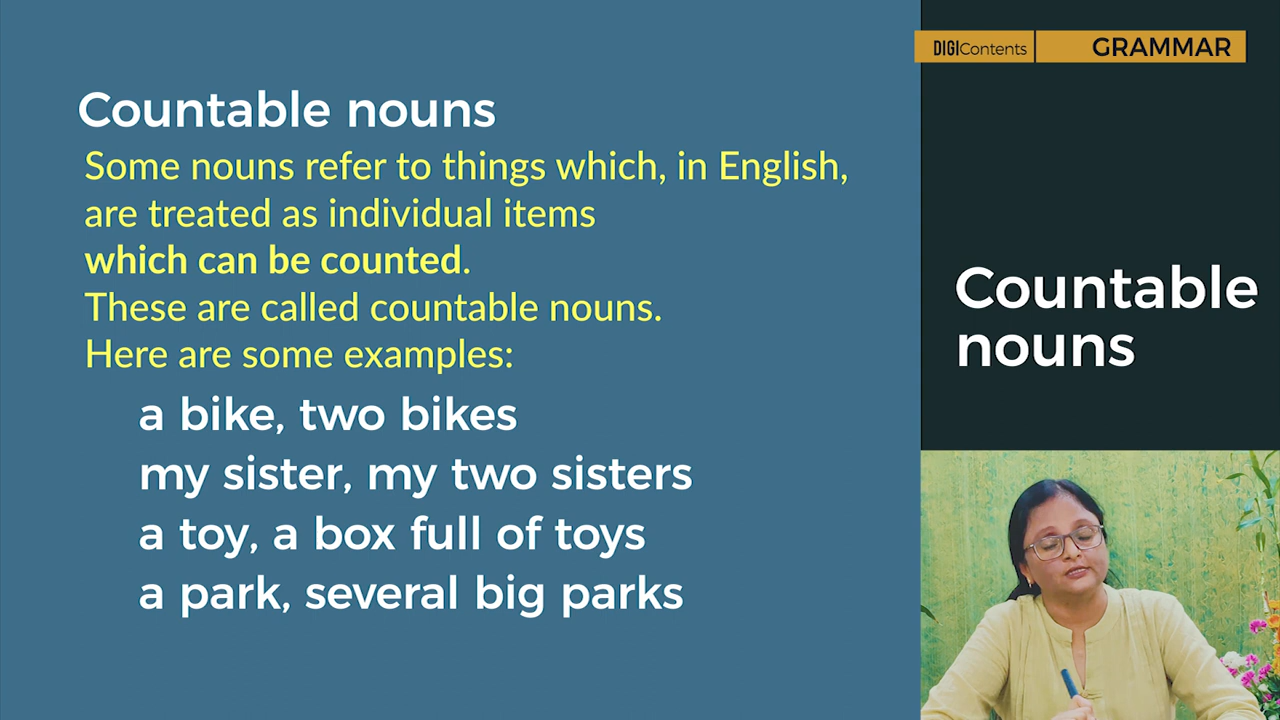 Countable nouns
Some nouns refer to things which, in English,
are treated as individual items
which can be counted.
These are called countable nouns.
Here are some examples:
a bike, two bikes
my sister, my two sisters
a toy, a box full of toys
a park, several big parks
DIGIContents
GRAMMAR
Countable
nouns